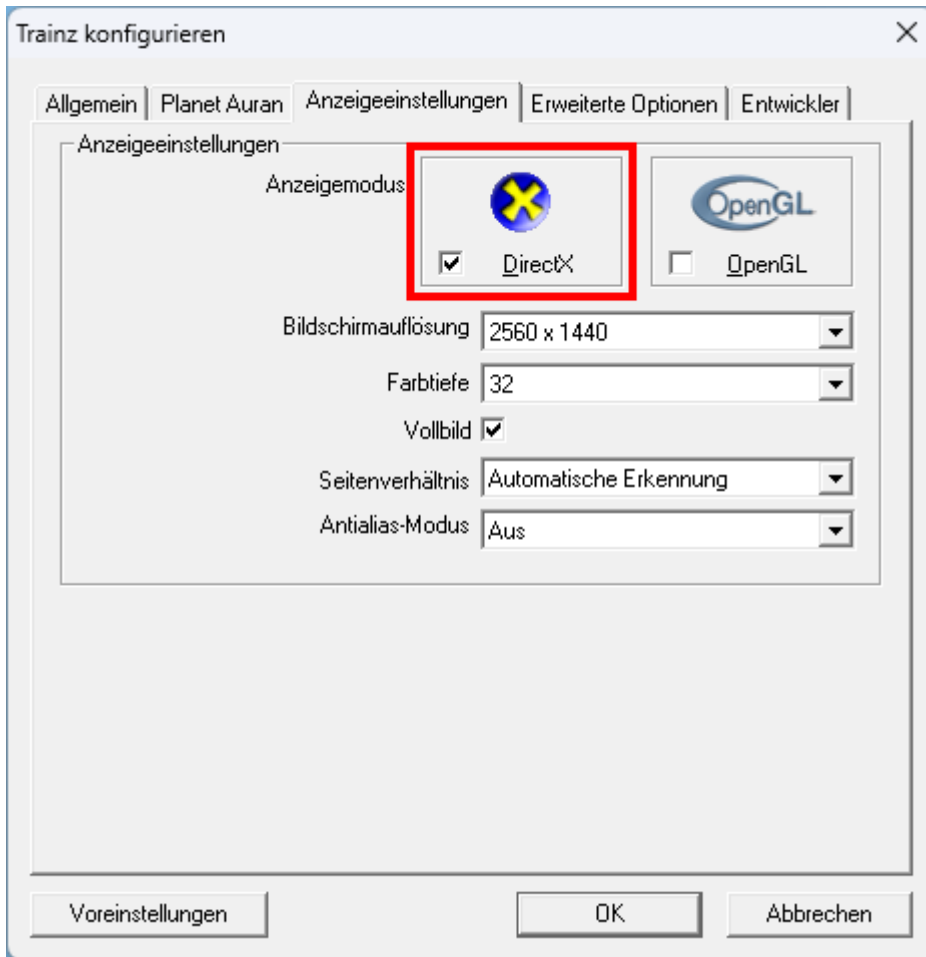 Trainz konfigurieren
Allgemein
Planet Auran
Anzeigeeinstellungen
Erweiterte Optionen
Entwickler
Anzeigeeinstellungen
Anzeigemodus
OpenGL
DirectX
OpenGL
Bildschirmauflösung 2560 x 1440
Farbtiefe 32
Vollbild
Seitenverhältnis Automatische Erkennung
Antialias-Modus Aus
Voreinstellungen
OK
Abbrechen